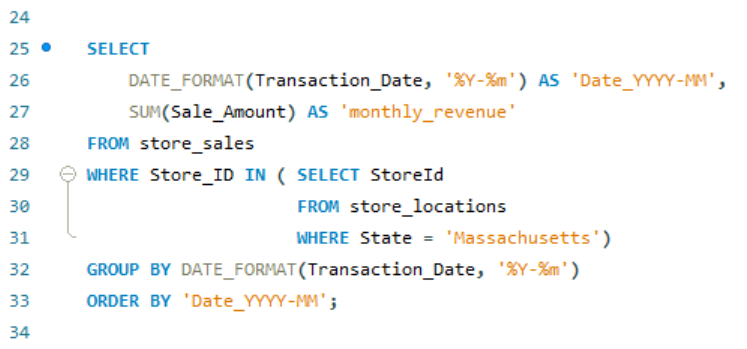 24
25 SELECT
26 DATE_FORMAT(Transaction_Date, '%Y-%m') AS 'Date_YYYY-MM',
27 SUM(Sale_Amount) AS 'monthly_revenue'
28 FROM store_sales
29 WHERE Store_ID IN ( SELECT StoreId
30 FROM store_locations
31 WHERE State = 'Massachusetts')
32 GROUP BY DATE_FORMAT(Transaction_Date, '%Y-%m')
33 ORDER BY 'Date_YYYY-MM';
34